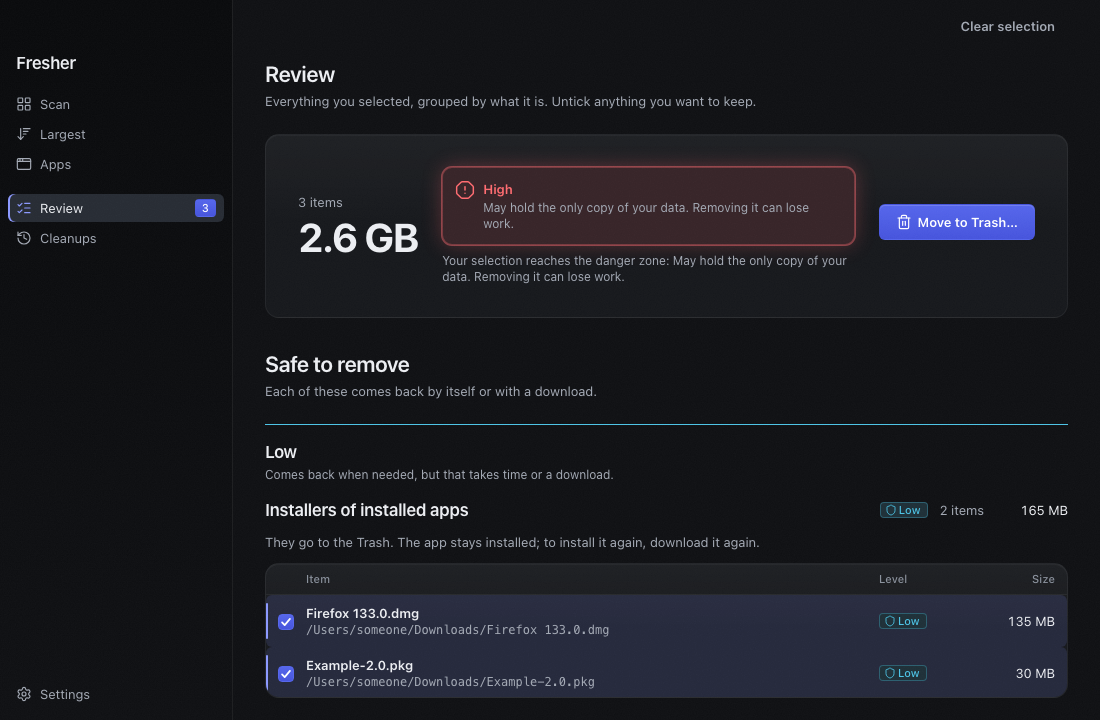 Clear selection
Fresher
Scan
Largest
Apps
Review 3
Cleanups
Settings
Review
Everything you selected, grouped by what it is. Untick anything you want to keep.
3 items
2.6 GB
High
May hold the only copy of your data. Removing it can lose
work.
Your selection reaches the danger zone: May hold the only copy of your
data. Removing it can lose work.
Move to Trash...
Safe to remove
Each of these comes back by itself or with a download.
Low
Comes back when needed, but that takes time or a download.
Installers of installed apps Low 2 items 165 MB
They go to the Trash. The app stays installed; to install it again, download it again.
Item Level Size
Firefox 133.0.dmg
/Users/someone/Downloads/Firefox 133.0.dmg
Low 135 MB
Example-2.0.pkg
/Users/someone/Downloads/Example-2.0.pkg
Low 30 MB